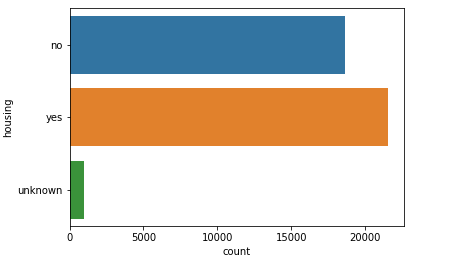 no
housing
yes
unknown
0 5000 10000 15000 20000
count